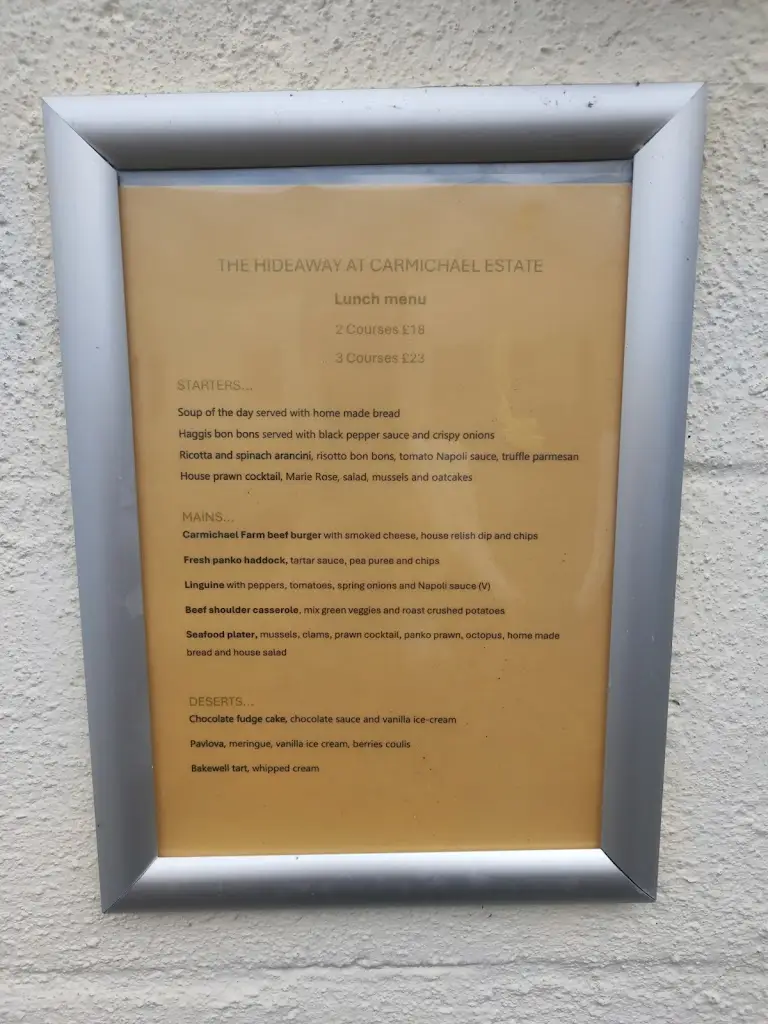 THE HIDEAWAY AT CARMICHAEL ESTATE
Lunch menu
2 Courses £18
3 Courses £23
STARTERS...
Soup of the day served with home made bread
Haggis bon bons served with black pepper sauce and crispy onions
Ricotta and spinach arancini, risotto bon bons, tomato Napoli sauce, truffle parmesan
House prawn cocktail, Marie Rose, salad, mussels and oatcakes
MAINS...
Carmichael Farm beef burger with smoked cheese, house relish dip and chips
Fresh panko haddock, tartar sauce, pea puree and chips
Linguine with peppers, tomatoes, spring onions and Napoli sauce (V)
Beef shoulder casserole, mix green veggies and roast crushed potatoes
Seafood plater, mussels, clams, prawn cocktail, panko prawn, octopus, home made
bread and house salad
DESERTS...
Chocolate fudge cake, chocolate sauce and vanilla ice-cream
Pavlova, meringue, vanilla ice cream, berries coulis
Bakewell tart, whipped cream